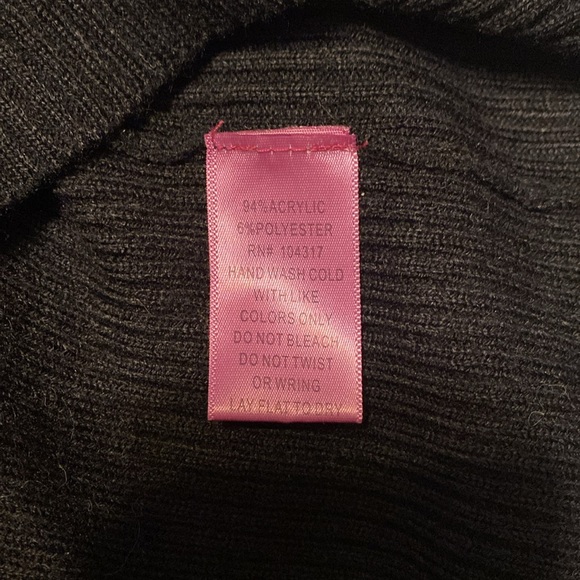 94%ACRYLIC
6%POLYESTER
RN# 104317
HAND WASH COLD
WITH LIKE
COLORS ONLY
DO NOT BLEACH
DO NOT TWIST
OR WRING
LAY FLAT TO DRY